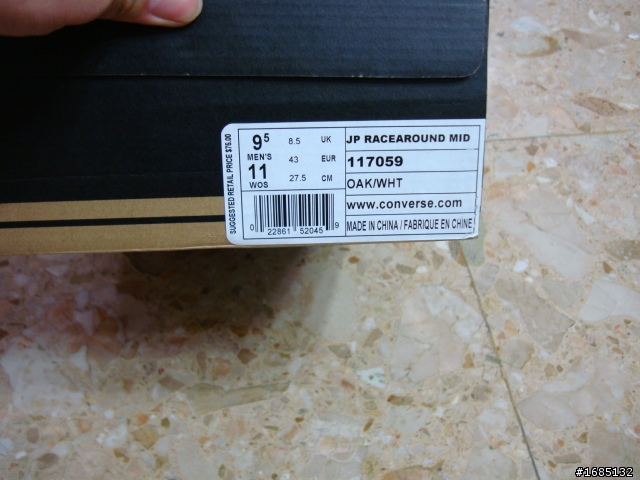 SUGGESTED RETAIL PRICE $75.00
9⁵ 8.5 UK
MEN'S 43 EUR
11 27.5 CM
WOS
JP RACEAROUND MID
117059
OAK/WHT
www.converse.com
MADE IN CHINA / FABRIQUE EN CHINE
0 22861 52045 9
#1685132